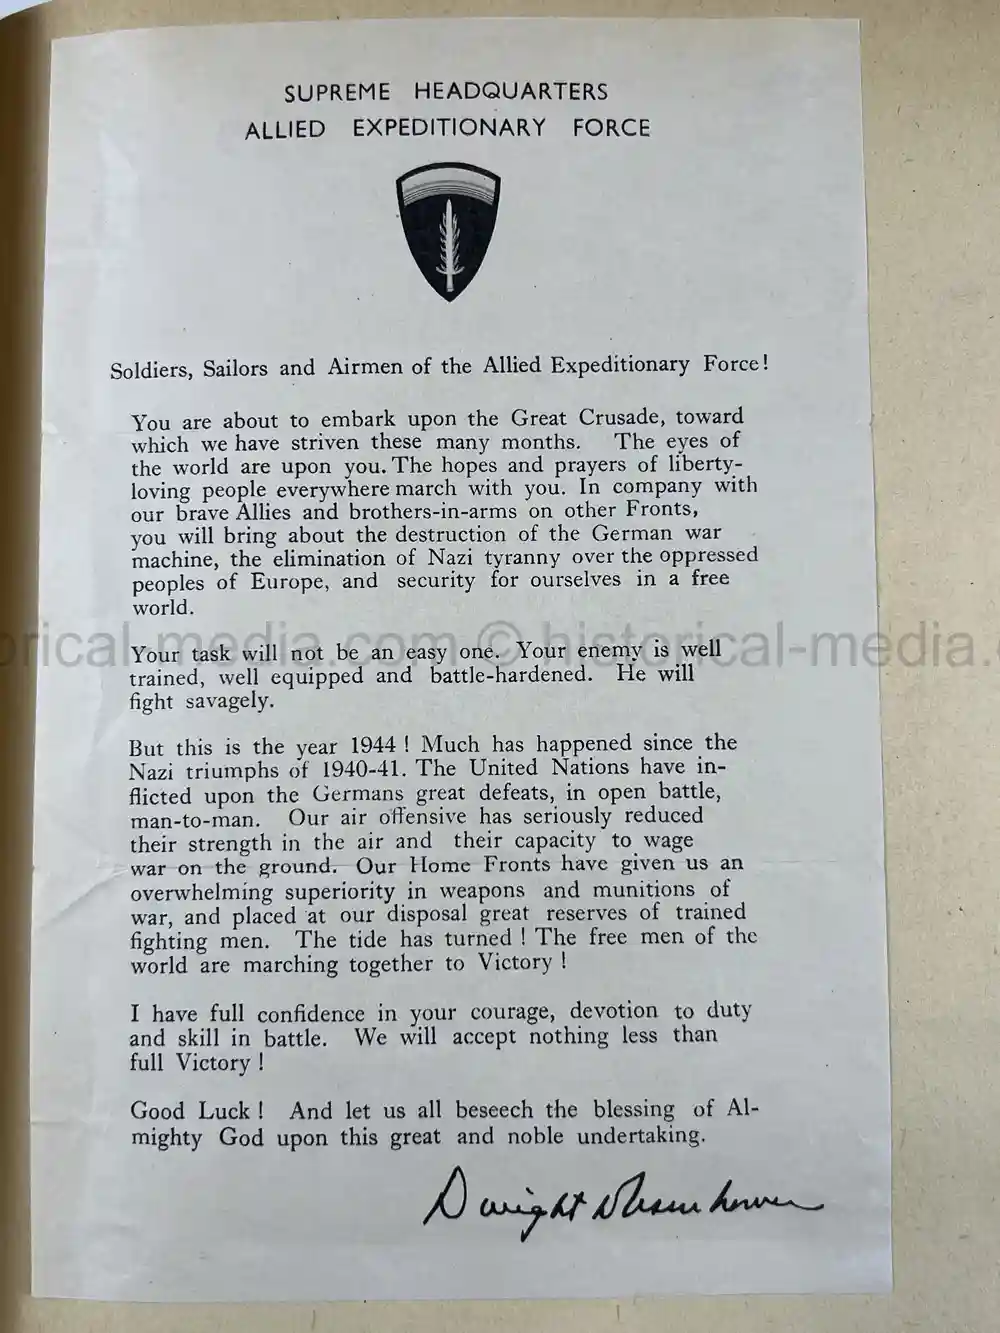 SUPREME HEADQUARTERS
ALLIED EXPEDITIONARY FORCE
Soldiers, Sailors and Airmen of the Allied Expeditionary Force!
You are about to embark upon the Great Crusade, toward
which we have striven these many months. The eyes of
the world are upon you. The hopes and prayers of liberty-
loving people everywhere march with you. In company with
our brave Allies and brothers-in-arms on other Fronts,
you will bring about the destruction of the German war
machine, the elimination of Nazi tyranny over the oppressed
peoples of Europe, and security for ourselves in a free
world.
orical-media.com © historical-media.
Your task will not be an easy one. Your enemy is well
trained, well equipped and battle-hardened. He will
fight savagely.
But this is the year 1944 ! Much has happened since the
Nazi triumphs of 1940-41. The United Nations have in-
flicted upon the Germans great defeats, in open battle,
man-to-man. Our air offensive has seriously reduced
their strength in the air and their capacity to wage
war on the ground. Our Home Fronts have given us an
overwhelming superiority in weapons and munitions of
war, and placed at our disposal great reserves of trained
fighting men. The tide has turned ! The free men of the
world are marching together to Victory !
I have full confidence in your courage, devotion to duty
and skill in battle. We will accept nothing less than
full Victory !
Good Luck ! And let us all beseech the blessing of Al-
mighty God upon this great and noble undertaking.
Dwight D Eisenhower